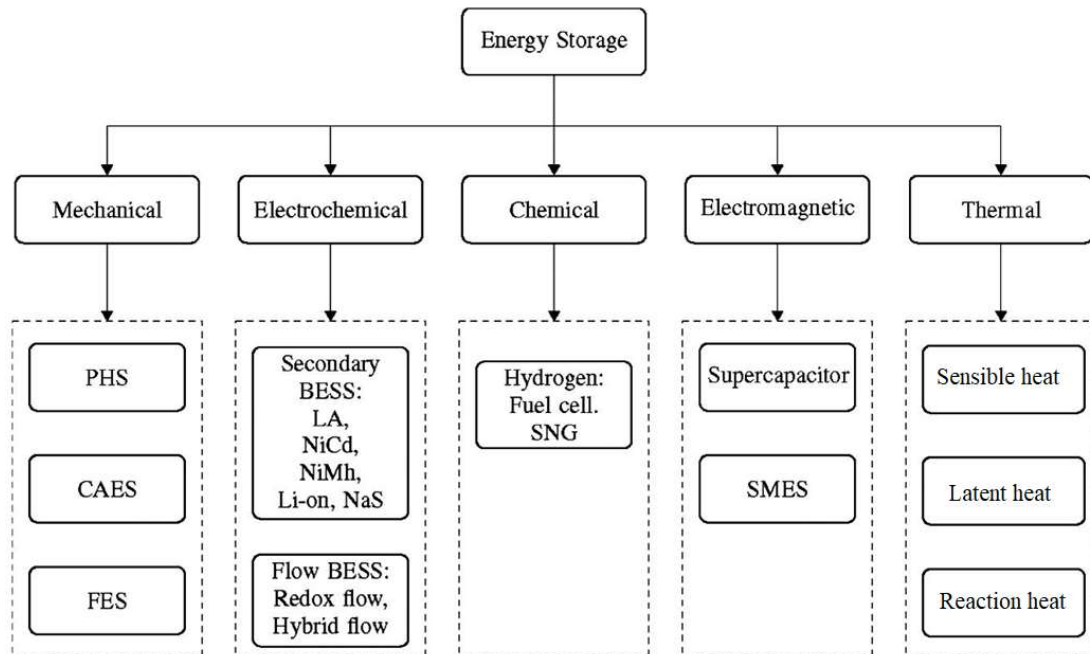 Energy Storage
Mechanical
Electrochemical
Chemical
Electromagnetic
Thermal
PHS
CAES
FES
Secondary
BESS:
LA,
NiCd,
NiMh,
Li-on, NaS
Flow BESS:
Redox flow,
Hybrid flow
Hydrogen:
Fuel cell.
SNG
Supercapacitor
SMES
Sensible heat
Latent heat
Reaction heat